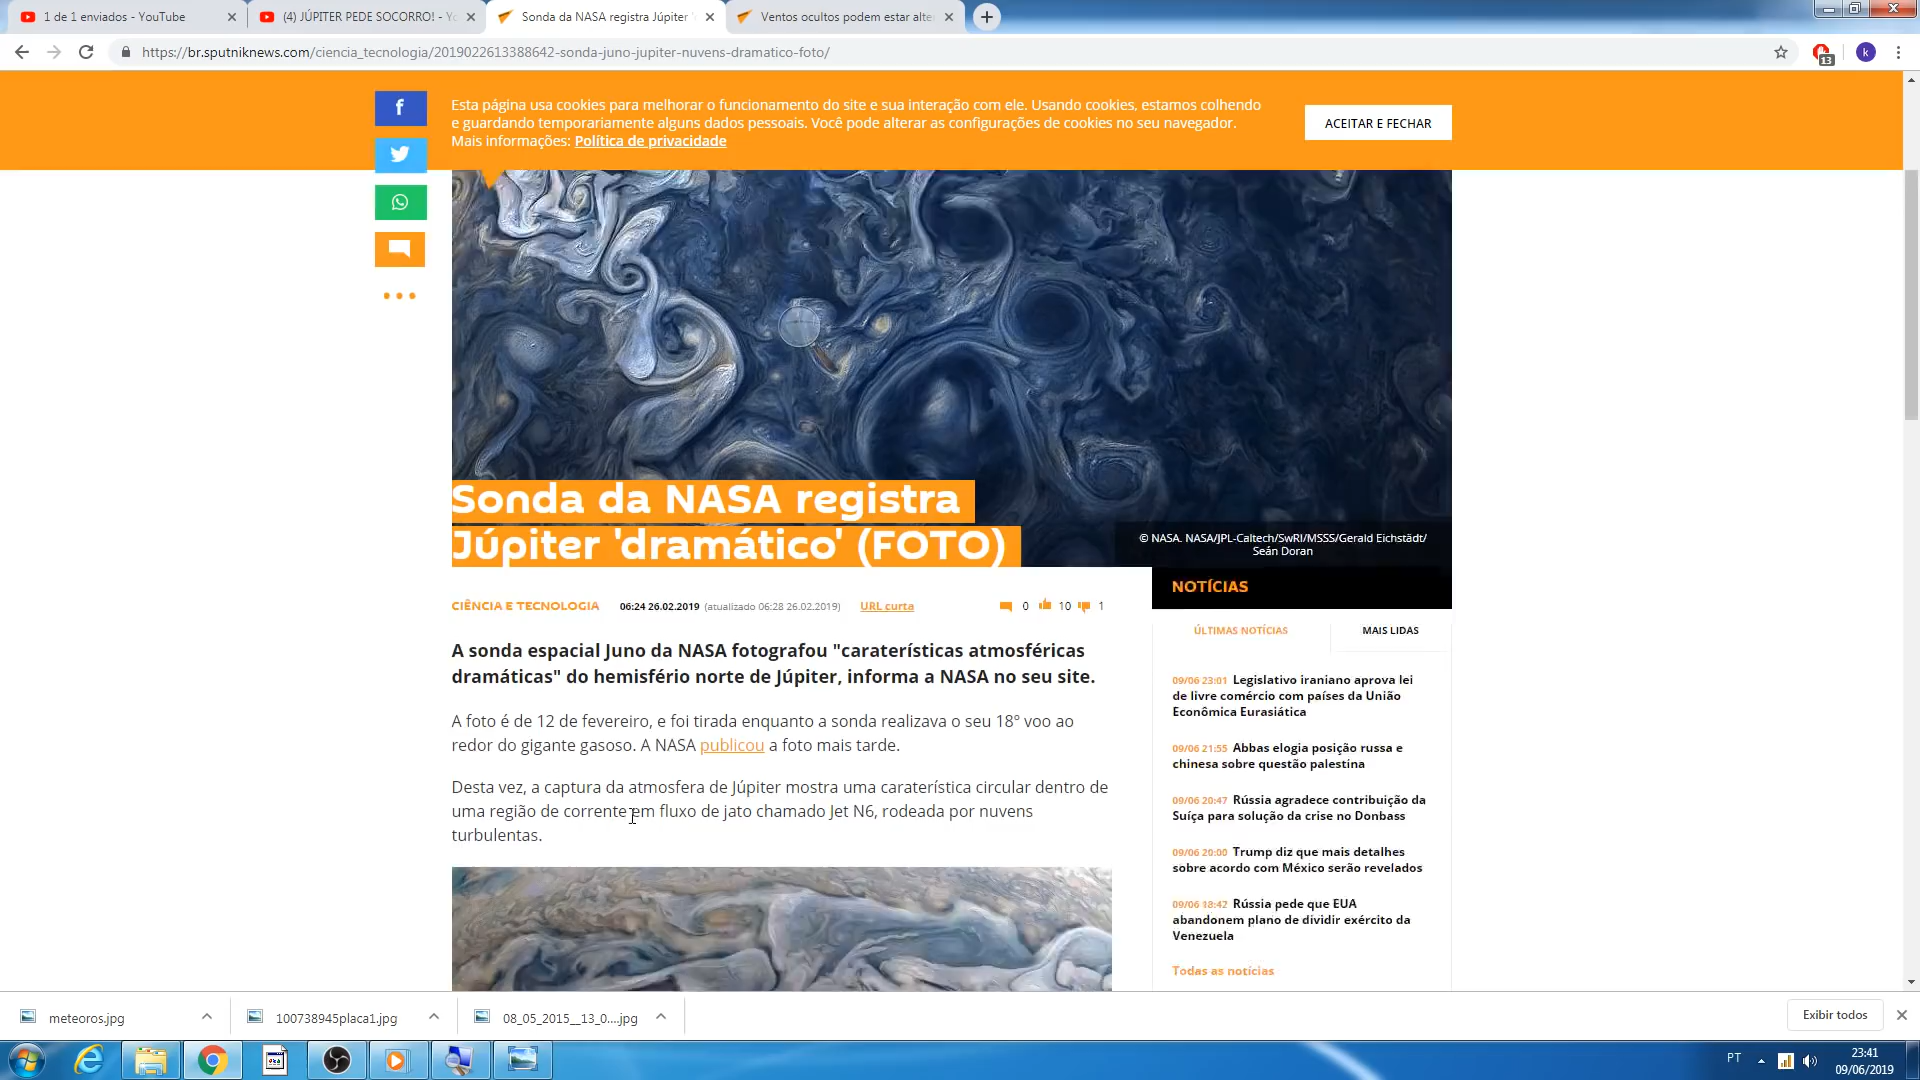 1 de 1 enviados - YouTube
(4) JÚPITER PEDE SOCORRO! - Yo
Sonda da NASA registra Júpiter '
Ventos ocultos podem estar alte
https://br.sputniknews.com/ciencia_tecnologia/2019022613388642-sonda-juno-jupiter-nuvens-dramatico-foto/
13
k
f
Esta página usa cookies para melhorar o funcionamento do site e sua interação com ele. Usando cookies, estamos colhendo
e guardando temporariamente alguns dados pessoais. Você pode alterar as configurações de cookies no seu navegador.
Mais informações: Política de privacidade
ACEITAR E FECHAR
Sonda da NASA registra
Júpiter 'dramático' (FOTO)
© NASA. NASA/JPL-Caltech/SwRI/MSSS/Gerald Eichstädt/
Seán Doran
CIÊNCIA E TECNOLOGIA
06:24 26.02.2019 (atualizado 06:28 26.02.2019)
URL curta
0
10
1
A sonda espacial Juno da NASA fotografou "caraterísticas atmosféricas
dramáticas" do hemisfério norte de Júpiter, informa a NASA no seu site.
A foto é de 12 de fevereiro, e foi tirada enquanto a sonda realizava o seu 18º voo ao
redor do gigante gasoso. A NASA publicou a foto mais tarde.
Desta vez, a captura da atmosfera de Júpiter mostra uma caraterística circular dentro de
uma região de corrente em fluxo de jato chamado Jet N6, rodeada por nuvens
turbulentas.
NOTÍCIAS
ÚLTIMAS NOTÍCIAS
MAIS LIDAS
09/06 23:01 Legislativo iraniano aprova lei
de livre comércio com países da União
Econômica Eurasiática
09/06 21:55 Abbas elogia posição russa e
chinesa sobre questão palestina
09/06 20:47 Rússia agradece contribuição da
Suíça para solução da crise no Donbass
09/06 20:00 Trump diz que mais detalhes
sobre acordo com México serão revelados
09/06 18:42 Rússia pede que EUA
abandonem plano de dividir exército da
Venezuela
Todas as notícias
meteoros.jpg
100738945placa1.jpg
08_05_2015__13_0....jpg
Exibir todos
PT
23:41
09/06/2019